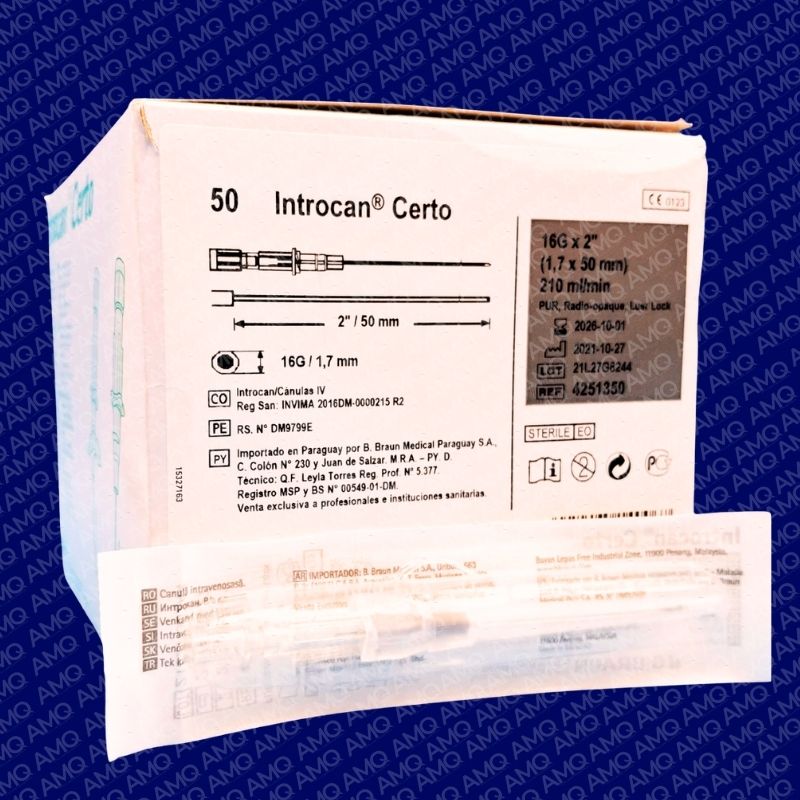 50 Introcan® Certo
CE 0123
16G x 2"
(1,7 x 50 mm)
210 ml/min
PUR, Radio-opaque, Luer Lock
2026-10-01
2021-10-27
LOT 21L27G8244
REF 4251350
STERILE EO
2"/ 50 mm
16G / 1,7 mm
CO Introcan/Cánulas IV
Reg San: INVIMA 2016DM-0000215 R2
PE RS. N° DM9799E
PY Importado en Paraguay por B. Braun Medical Paraguay S.A.,
C. Colón N° 230 y Juan de Salzar. M.R.A. – PY. D.
Técnico: Q.F. Leyla Torres Reg. Prof. N° 5.377.
Registro MSP y BS N° 00549-01-DM.
Venta exclusiva a profesionales e instituciones sanitarias.
15327163
Introcan Certo
Introcan® Certo
RO Canulă intravenoasă
RU Интрокан
SE
SI
SK
TR Tek
AR IMPORTADOR: B. Braun
Bayan Lepas Free Industrial Zone, 11900 Penang, Malaysia
B BRAUN
AMQ